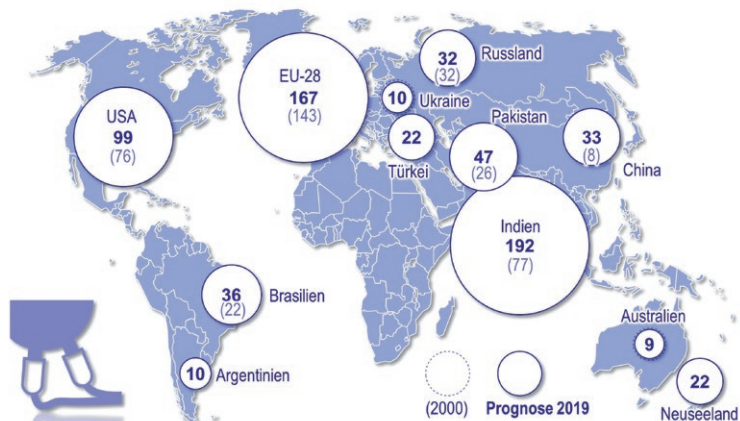 USA
99
(76)
EU-28
167
(143)
32
(32)
Russland
10
Ukraine
22
Türkei
Pakistan
47
(26)
33
(8)
China
Indien
192
(77)
36
(22)
Brasilien
10
Argentinien
Australien
9
22
Neuseeland
(2000)
Prognose 2019